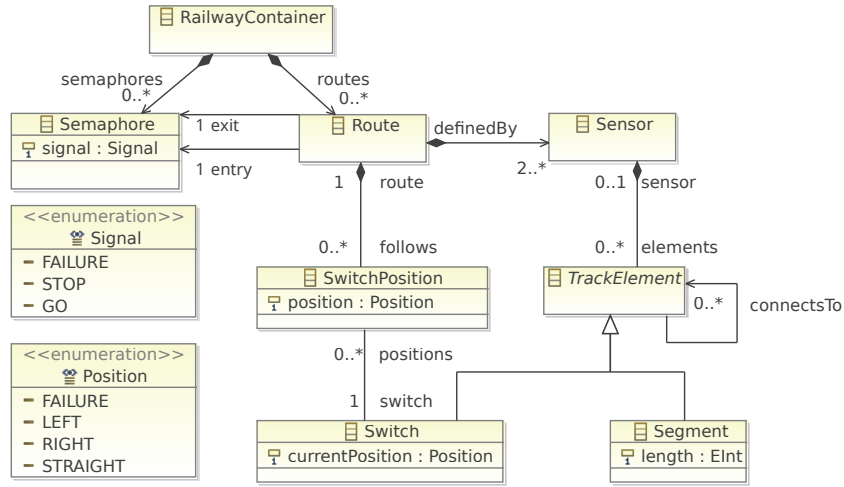 RailwayContainer
semaphores
routes
0..*
0..*
Semaphore
signal : Signal
1 exit
1 entry
Route
definedBy
2..*
Sensor
1
route
0..1
sensor
<<enumeration>>
Signal
FAILURE
STOP
GO
0..*
follows
0..*
elements
SwitchPosition
position : Position
TrackElement
0..*
connectsTo
<<enumeration>>
Position
FAILURE
LEFT
RIGHT
STRAIGHT
0..*
positions
1
switch
Switch
currentPosition : Position
Segment
length : EInt